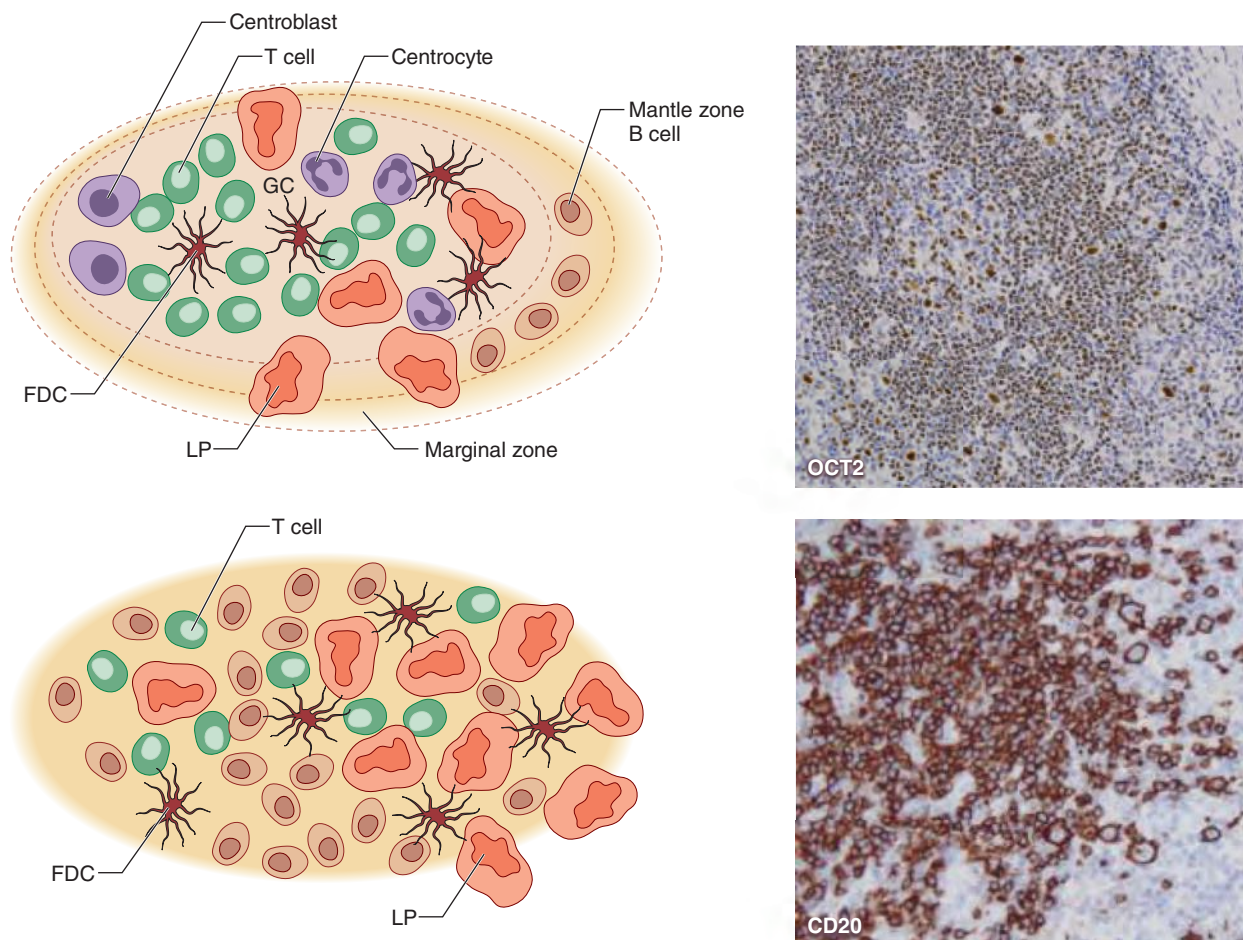 Centroblast
T cell
Centrocyte
Mantle zone
B cell
GC
FDC
LP
Marginal zone
OCT2
T cell
FDC
LP
CD20